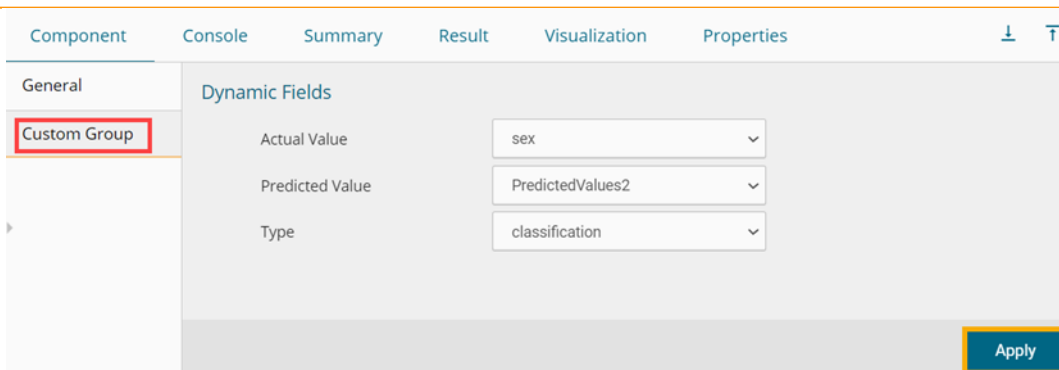 Component Console Summary Result Visualization Properties
General
Dynamic Fields
Custom Group
Actual Value sex
Predicted Value PredictedValues2
Type classification
Apply